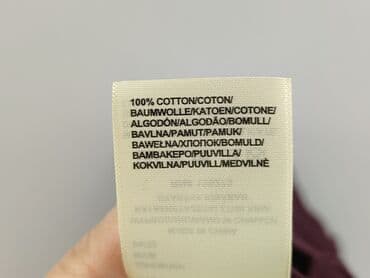 100% COTTON/COTON/
BAUMWOLLE/KATOEN/COTONE/
ALGODÓN/ALGODÃO/BOMULL/
BAVLNA/PAMUT/PAMUK/
BAWEŁNA/ХЛОПОК/BOMULD/
ΒΑΜΒΑΚΕΡΟ/PUUVILLA/
KOKVILNA/PUUVILL/MEDVILNĖ